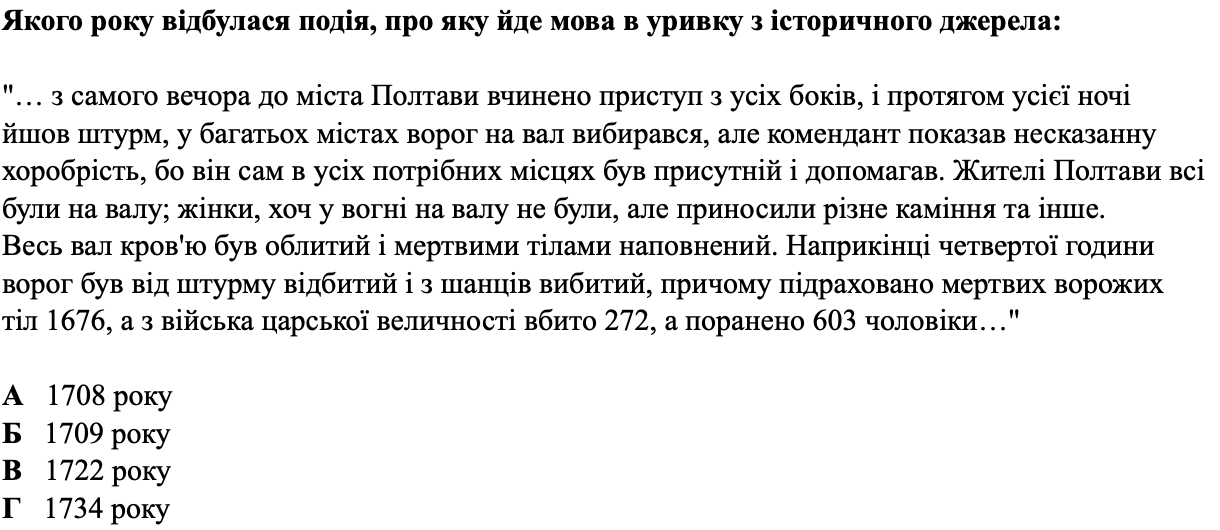 Якого року відбулася подія, про яку йде мова в уривку з історичного джерела:
"… з самого вечора до міста Полтави вчинено приступ з усіх боків, і протягом усієї ночі
йшов штурм, у багатьох містах ворог на вал вибирався, але комендант показав несказанну
хоробрість, бо він сам в усіх потрібних місцях був присутній і допомагав. Жителі Полтави всі
були на валу; жінки, хоч у вогні на валу не були, але приносили різне каміння та інше.
Весь вал кров'ю був облитий і мертвими тілами наповнений. Наприкінці четвертої години
ворог був від штурму відбитий і з шанців вибитий, причому підраховано мертвих ворожих
тіл 1676, а з війська царської величності вбито 272, а поранено 603 чоловіки…"
А 1708 року
Б 1709 року
В 1722 року
Г 1734 року